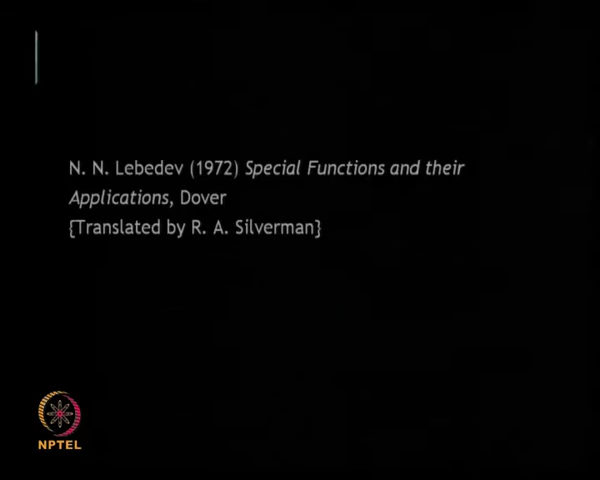 N. N. Lebedev (1972) Special Functions and their
Applications, Dover
{Translated by R. A. Silverman}
NPTEL